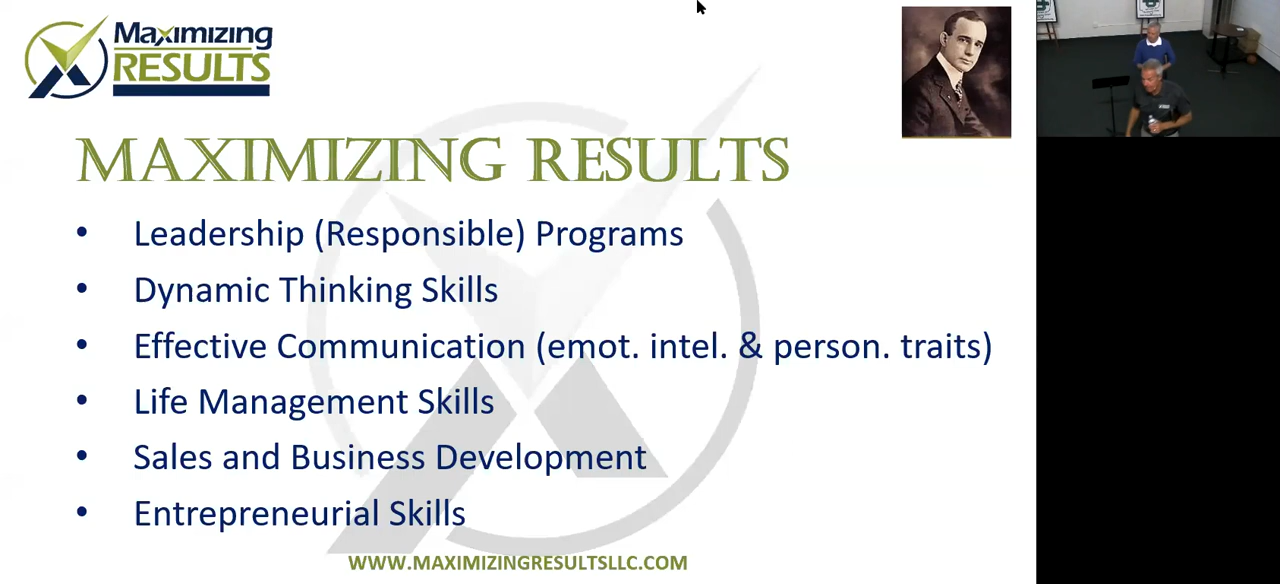 Maximizing
RESULTS
MAXIMIZING RESULTS
• Leadership (Responsible) Programs
• Dynamic Thinking Skills
• Effective Communication (emot. intel. & person. traits)
• Life Management Skills
• Sales and Business Development
• Entrepreneurial Skills
WWW.MAXIMIZINGRESULTSLLC.COM